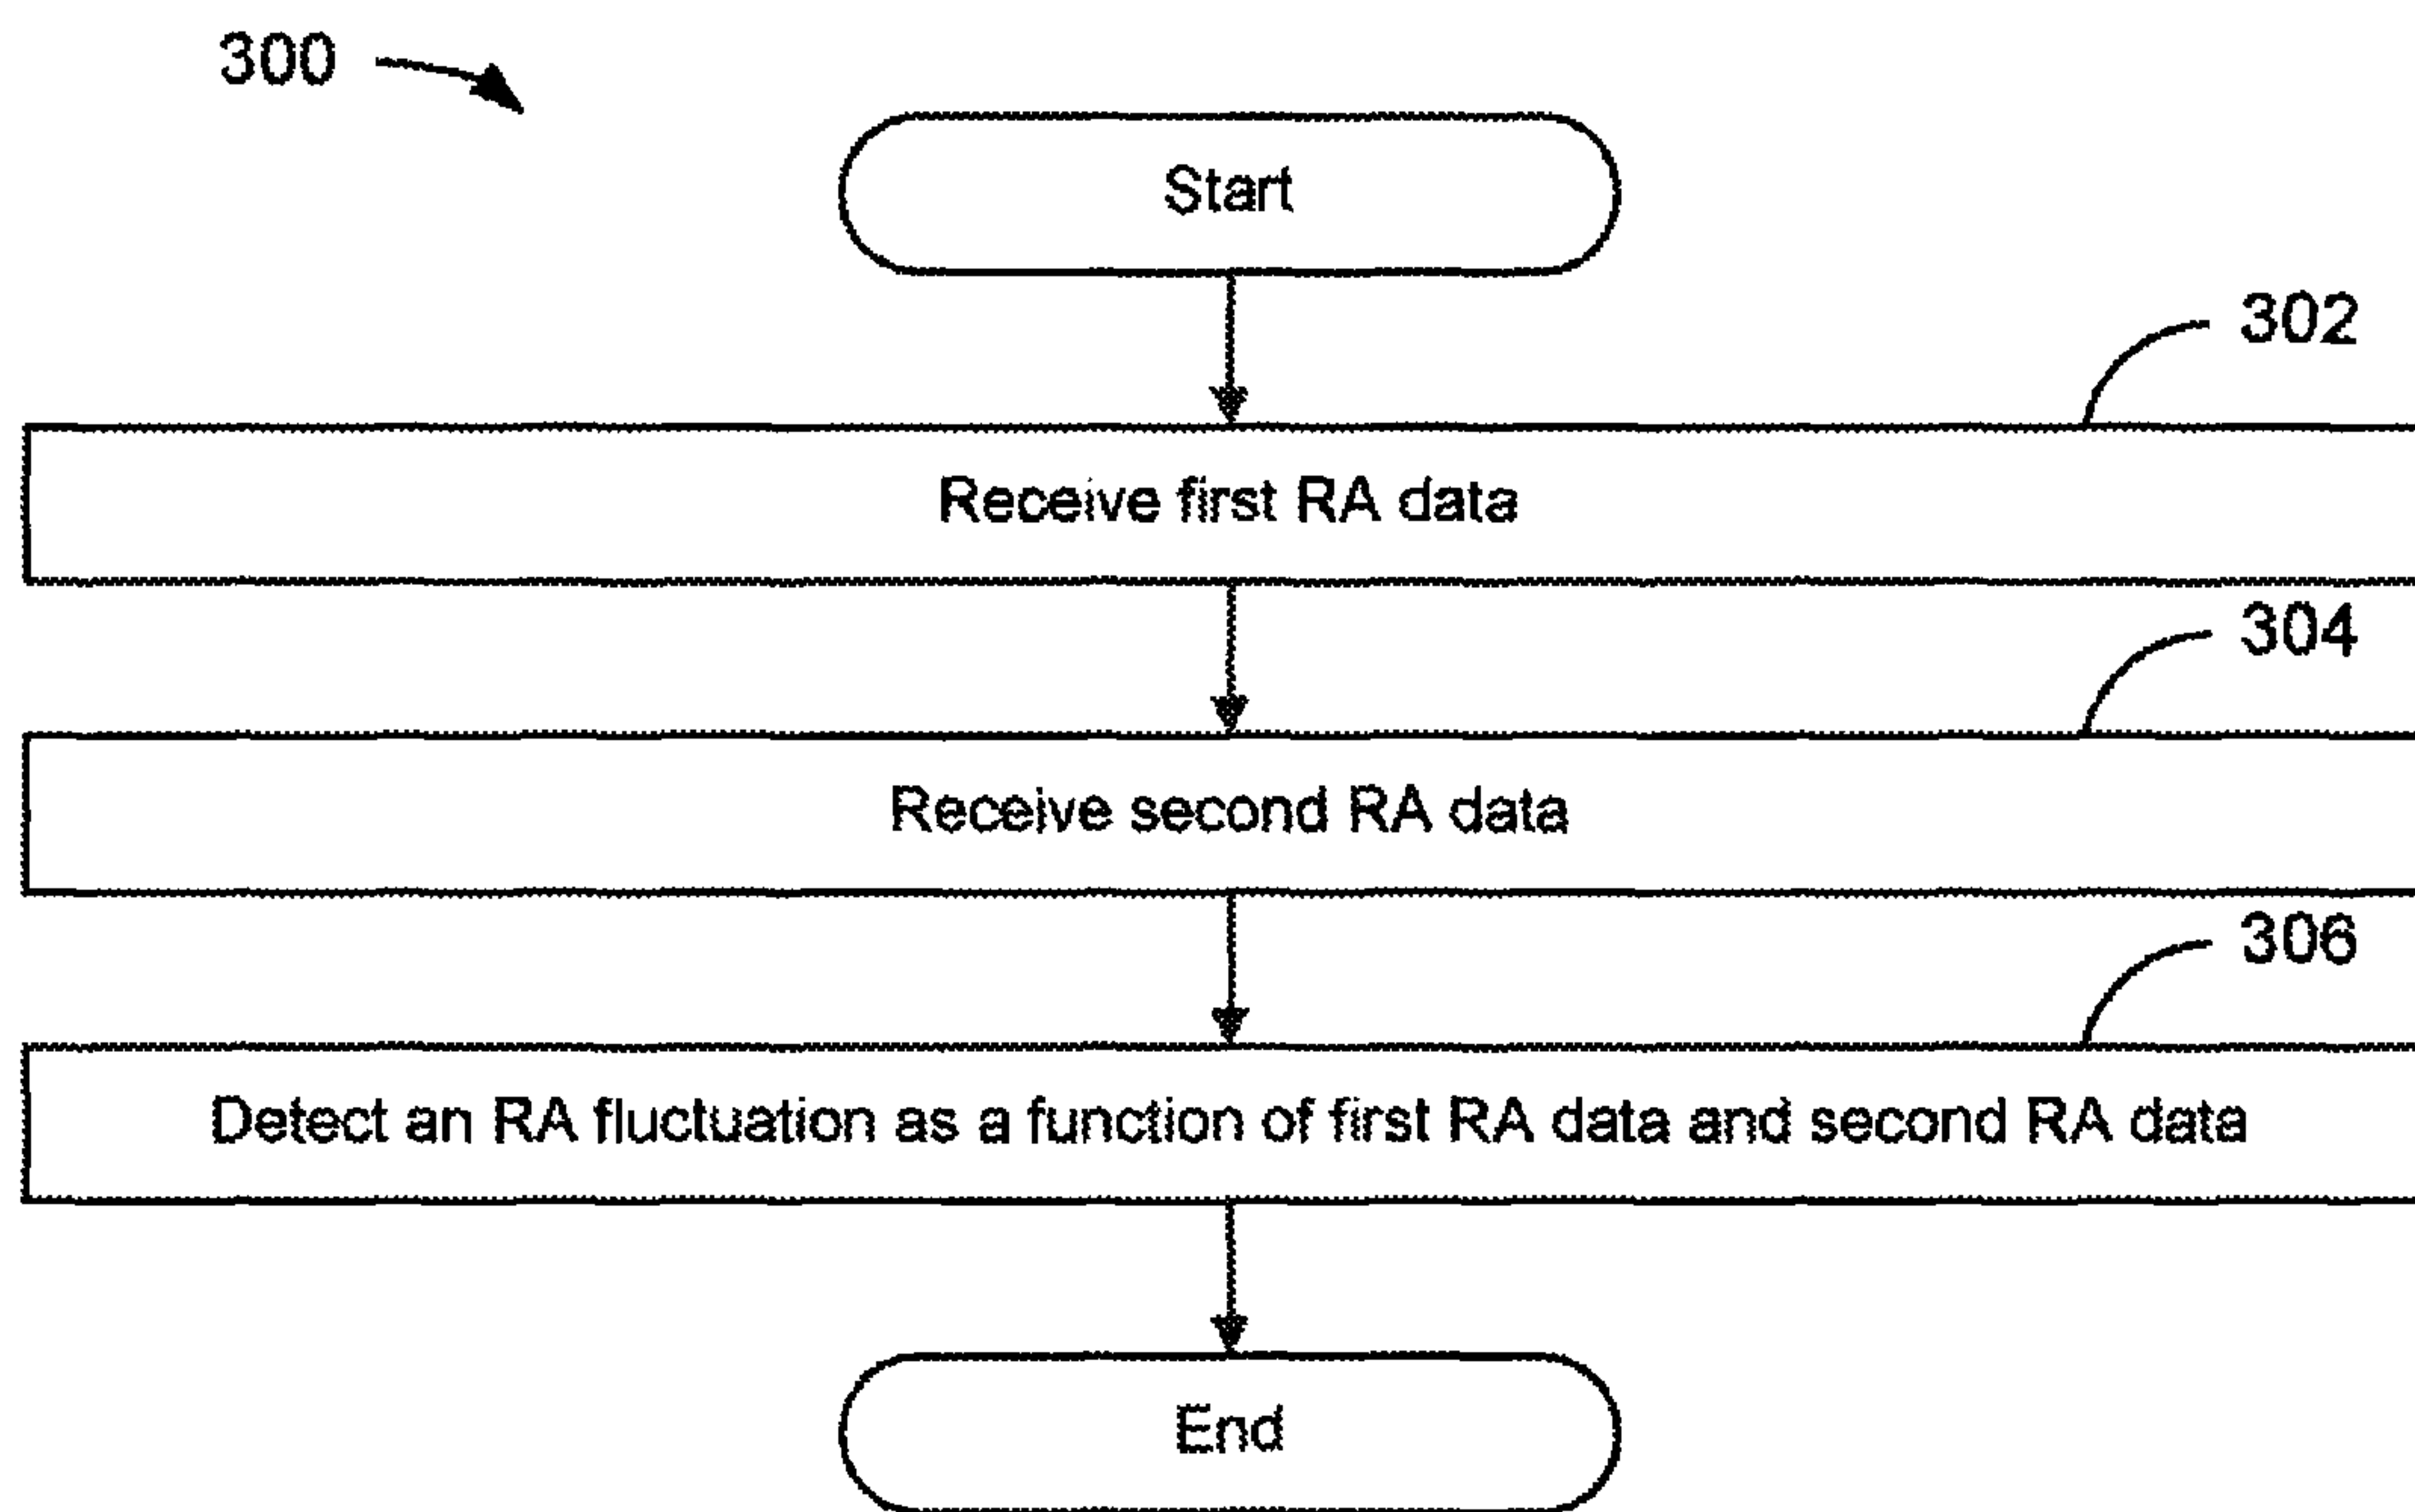 300
Start
302
Receive first RA data
304
Receive second RA data
306
Detect an RA fluctuation as a function of first RA data and second RA data
End